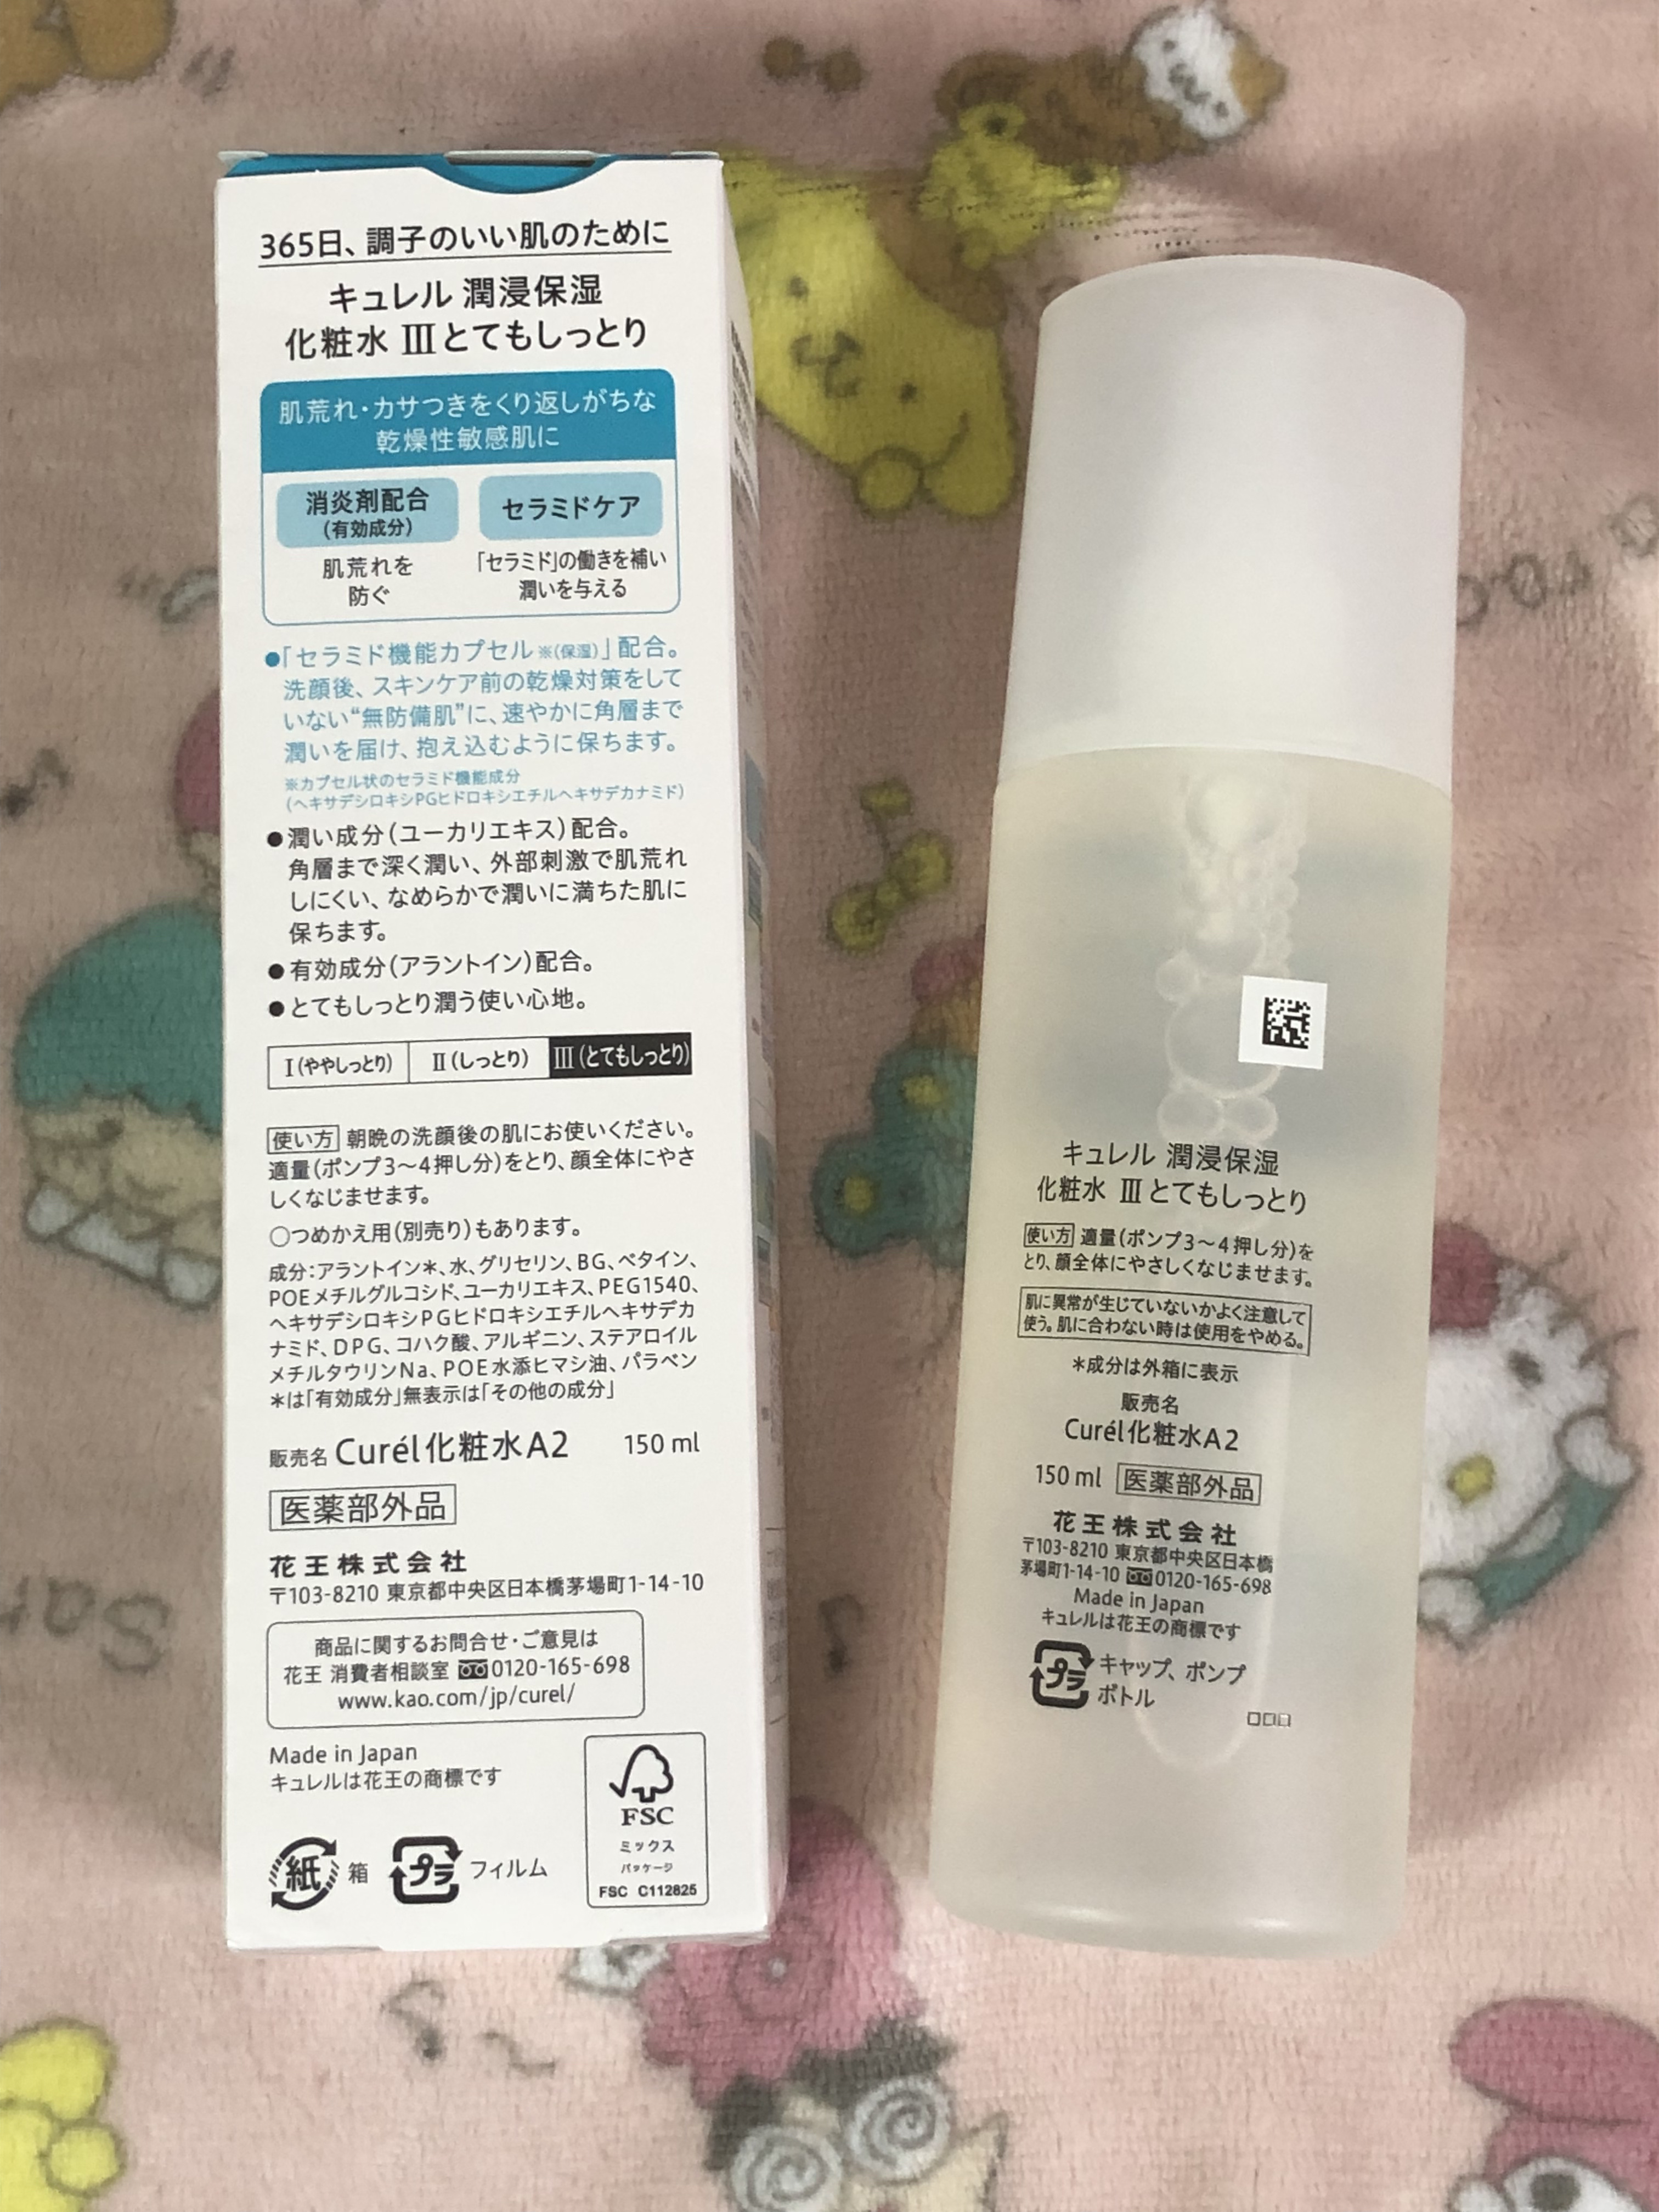 365日、調子のいい肌のために
キュレル 潤浸保湿
化粧水 Ⅲ とてもしっとり
肌荒れ・カサつきをくり返しがちな
乾燥性敏感肌に
消炎剤配合
(有効成分)
肌荒れを
防ぐ
セラミドケア
「セラミド」の働きを補い
潤いを与える
●「セラミド機能カプセル※(保湿)」配合。
洗顔後、スキンケア前の乾燥対策をして
いない“無防備肌”に、速やかに角層まで
潤いを届け、抱え込むように保ちます。
※カプセル状のセラミド機能成分
(ヘキサデシロキシPGヒドロキシエチルヘキサデカナミド)
●潤い成分(ユーカリエキス)配合。
角層まで深く潤い、外部刺激で肌荒れ
しにくい、なめらかで潤いに満ちた肌に
保ちます。
●有効成分(アラントイン)配合。
●とてもしっとり潤う使い心地。
Ⅰ(ややしっとり) Ⅱ(しっとり) Ⅲ(とてもしっとり)
使い方 朝晩の洗顔後の肌にお使いください。
適量(ポンプ3〜4押し分)をとり、顔全体にやさ
しくなじませます。
○つめかえ用(別売り)もあります。
成分:アラントイン*、水、グリセリン、BG、ベタイン、
POEメチルグルコシド、ユーカリエキス、PEG1540、
ヘキサデシロキシPGヒドロキシエチルヘキサデカ
ナミド、DPG、コハク酸、アルギニン、ステアロイル
メチルタウリンNa、POE水添ヒマシ油、パラベン
*は「有効成分」無表示は「その他の成分」
販売名 Curél化粧水A2 150 ml
医薬部外品
花王株式会社
〒103-8210 東京都中央区日本橋茅場町1-14-10
商品に関するお問合せ・ご意見は
花王 消費者相談室 0120-165-698
www.kao.com/jp/curel/
Made in Japan
キュレルは花王の商標です
紙 箱 プラ フィルム
FSC
ミックス
パッケージ
FSC C112825
キュレル 潤浸保湿
化粧水 Ⅲ とてもしっとり
使い方 適量(ポンプ3〜4押し分)を
とり、顔全体にやさしくなじませます。
肌に異常が生じていないかよく注意して
使う。肌に合わない時は使用をやめる。
*成分は外箱に表示
販売名
Curél化粧水A2
150 ml 医薬部外品
花王株式会社
〒103-8210 東京都中央区日本橋
茅場町1-14-10 0120-165-698
Made in Japan
キュレルは花王の商標です
プラ キャップ、ポンプ
ボトル